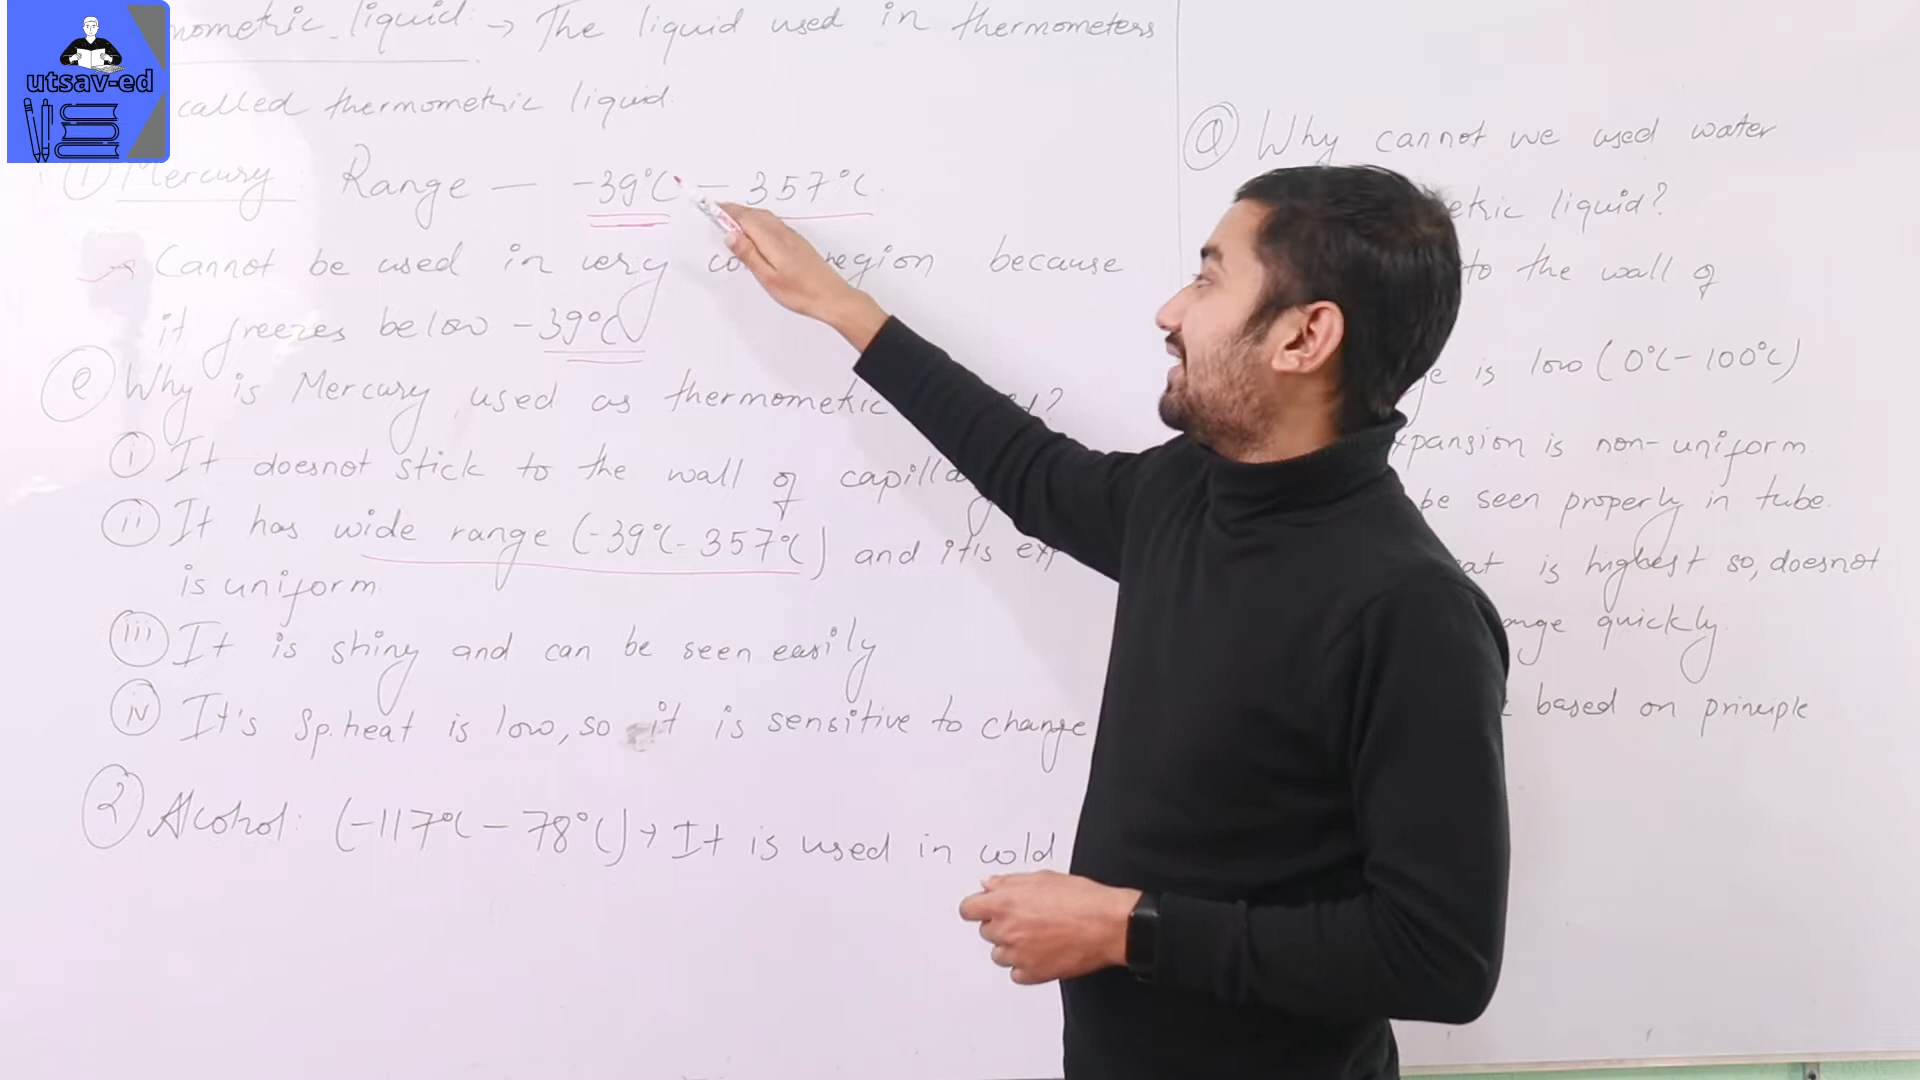 utsav-ed
liquid: → The liquid used in thermometers
called thermometric liquid.
① Mercury: Range — -39°C — 357°C.
→ Cannot be used in very region because
it freezes below -39°C
Q Why is Mercury used as thermometric
i It doesnot stick to the wall of
ii It has wide range (-39°C - 357°C) and itis
is uniform.
iii It is shiny and can be seen easily
iv It's Sp.heat is low, so it is sensitive to change
② Alcohol: (-117°C - 78°C) → It is used in cold
Q Why cannot we used water
liquid?
to the wall of
is low (0°C - 100°C)
is non-uniform
be seen properly in tube.
is highest so, doesnot
quickly.
based on principle